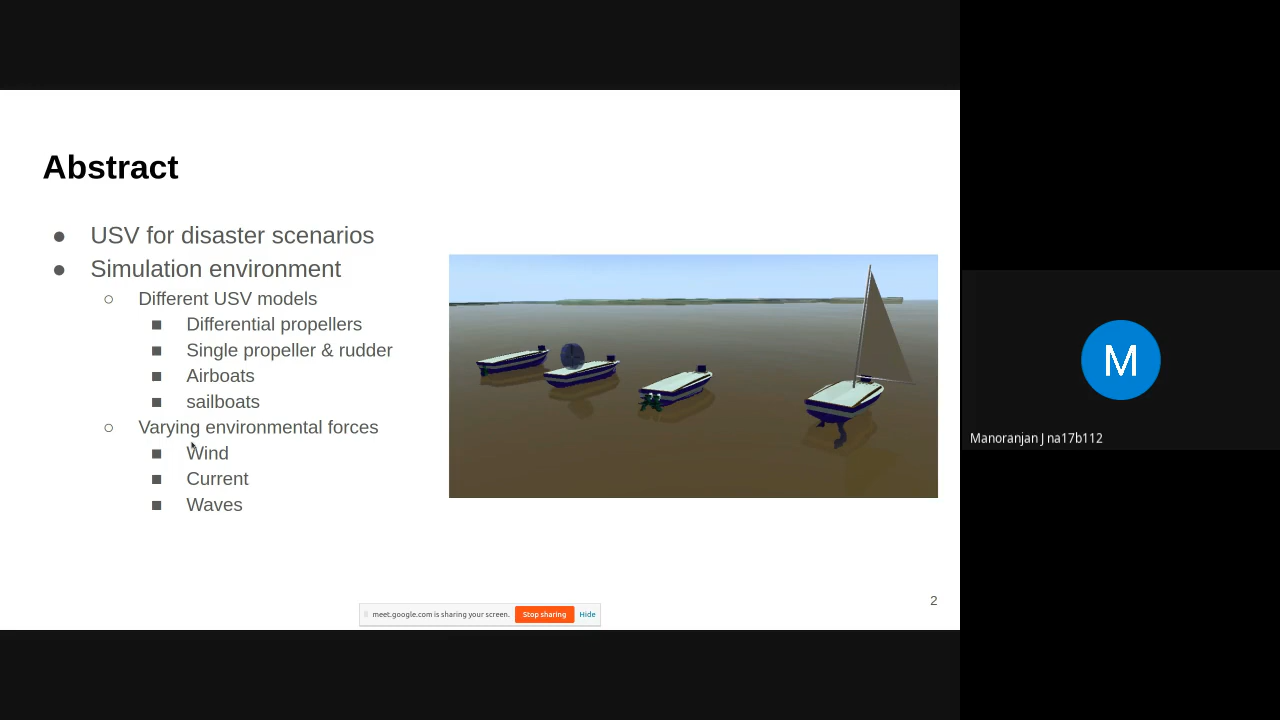 Abstract
● USV for disaster scenarios
● Simulation environment
○ Different USV models
■ Differential propellers
■ Single propeller & rudder
■ Airboats
■ sailboats
○ Varying environmental forces
■ Wind
■ Current
■ Waves
2
meet.google.com is sharing your screen. Stop sharing Hide
M
Manoranjan J na17b112